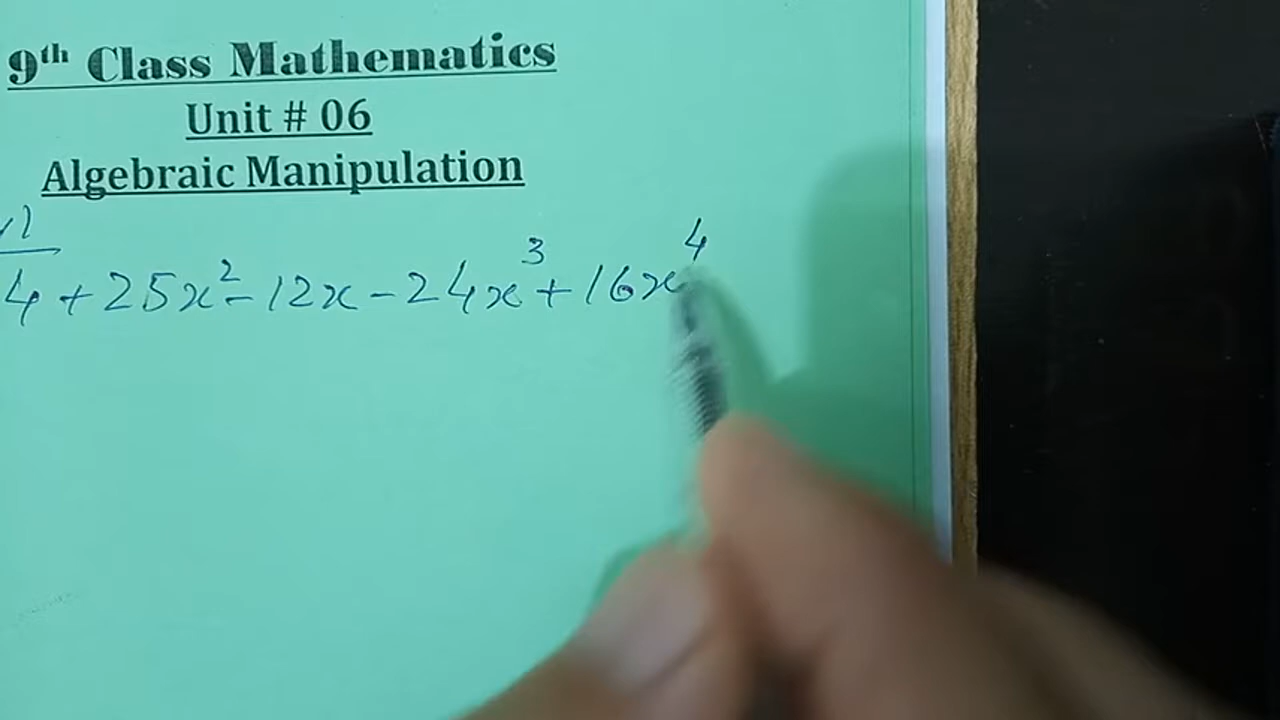 9th Class Mathematics
Unit # 06
Algebraic Manipulation
4 + 25x² - 12x - 24x³ + 16x⁴